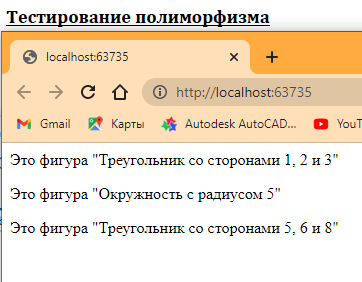 Тестирование полиморфизма
localhost:63735
http://localhost:63735
Gmail Карты Autodesk AutoCAD... YouT
Это фигура "Треугольник со сторонами 1, 2 и 3"
Это фигура "Окружность с радиусом 5"
Это фигура "Треугольник со сторонами 5, 6 и 8"